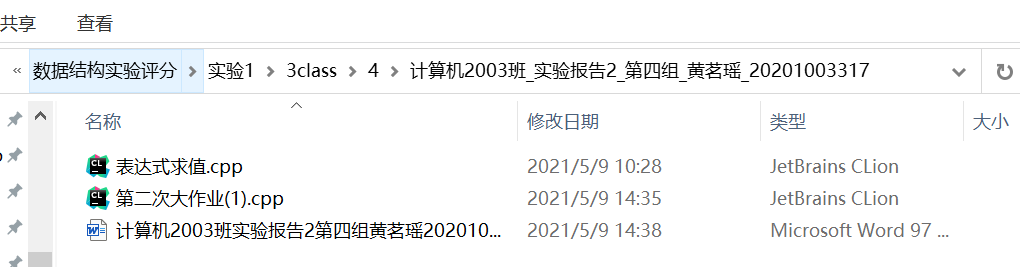 共享 查看
« 数据结构实验评分 > 实验1 > 3class > 4 > 计算机2003班_实验报告2_第四组_黄茗瑶_20201003317
名称 修改日期 类型 大小
表达式求值.cpp 2021/5/9 10:28 JetBrains CLion
第二次大作业(1).cpp 2021/5/9 14:35 JetBrains CLion
计算机2003班实验报告2第四组黄茗瑶202010... 2021/5/9 14:38 Microsoft Word 97 ...